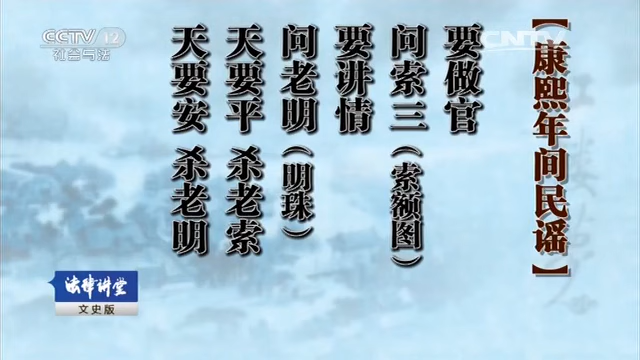 CCTV 12
社会与法
CNTV
【康熙年间民谣】
要做官
问索三（索额图）
要讲情
问老明（明珠）
天要平 杀老索
天要安 杀老明
法律讲堂
文史版